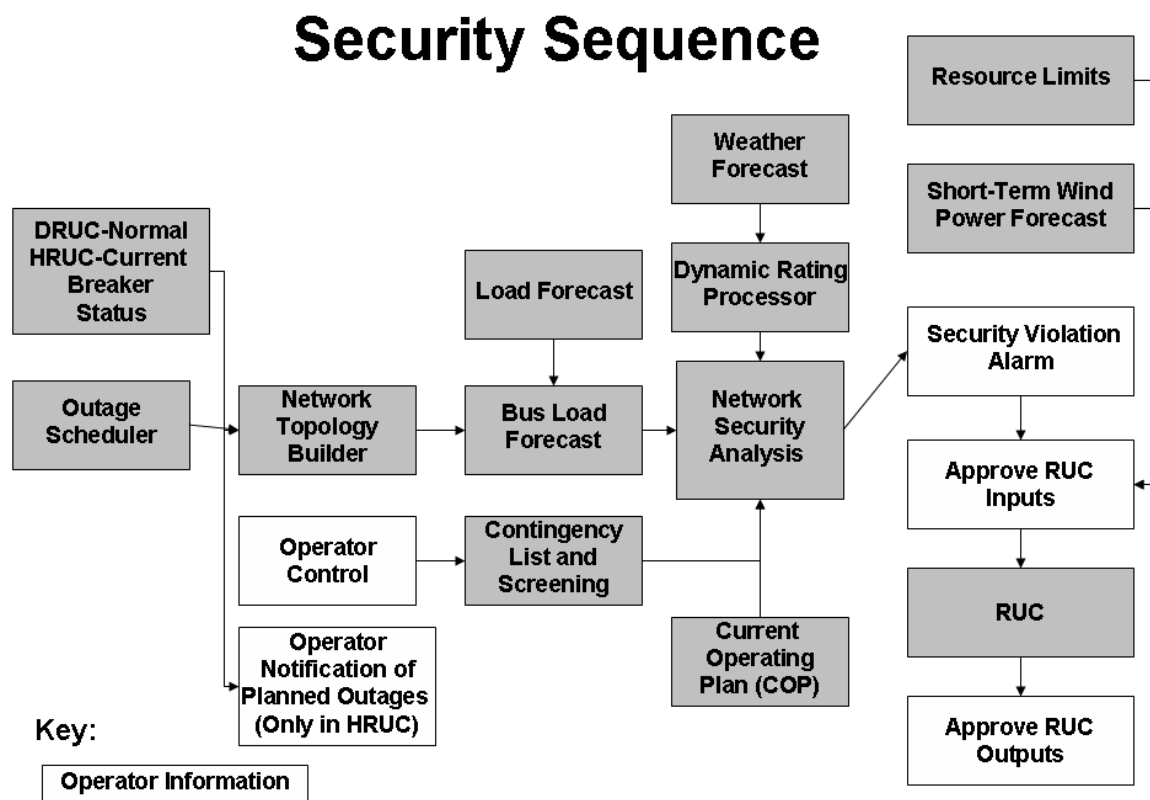 Security Sequence
Resource Limits
Weather
Forecast
Short-Term Wind
Power Forecast
DRUC-Normal
HRUC-Current
Breaker
Status
Load Forecast
Dynamic Rating
Processor
Security Violation
Alarm
Outage
Scheduler
Network
Topology
Builder
Bus Load
Forecast
Network
Security
Analysis
Approve RUC
Inputs
Operator
Control
Contingency
List and
Screening
RUC
Operator
Notification of
Planned Outages
(Only in HRUC)
Current
Operating
Plan (COP)
Approve RUC
Outputs
Key:
Operator Information